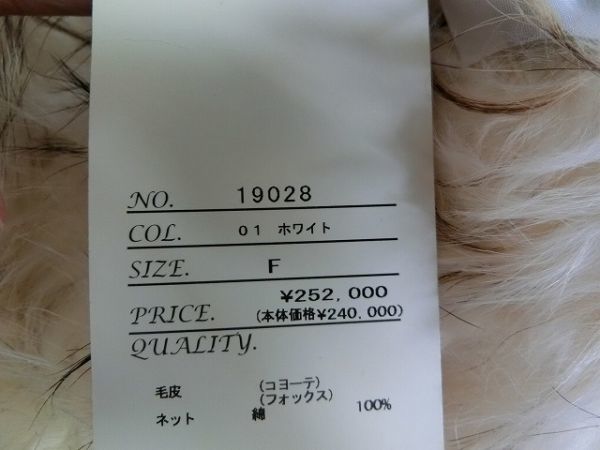 NO. 19028
COL. 01 ホワイト
SIZE. F
PRICE. ¥252,000
(本体価格¥240,000)
QUALITY.
毛皮 (コヨーテ)
(フォックス)
ネット 綿 100%